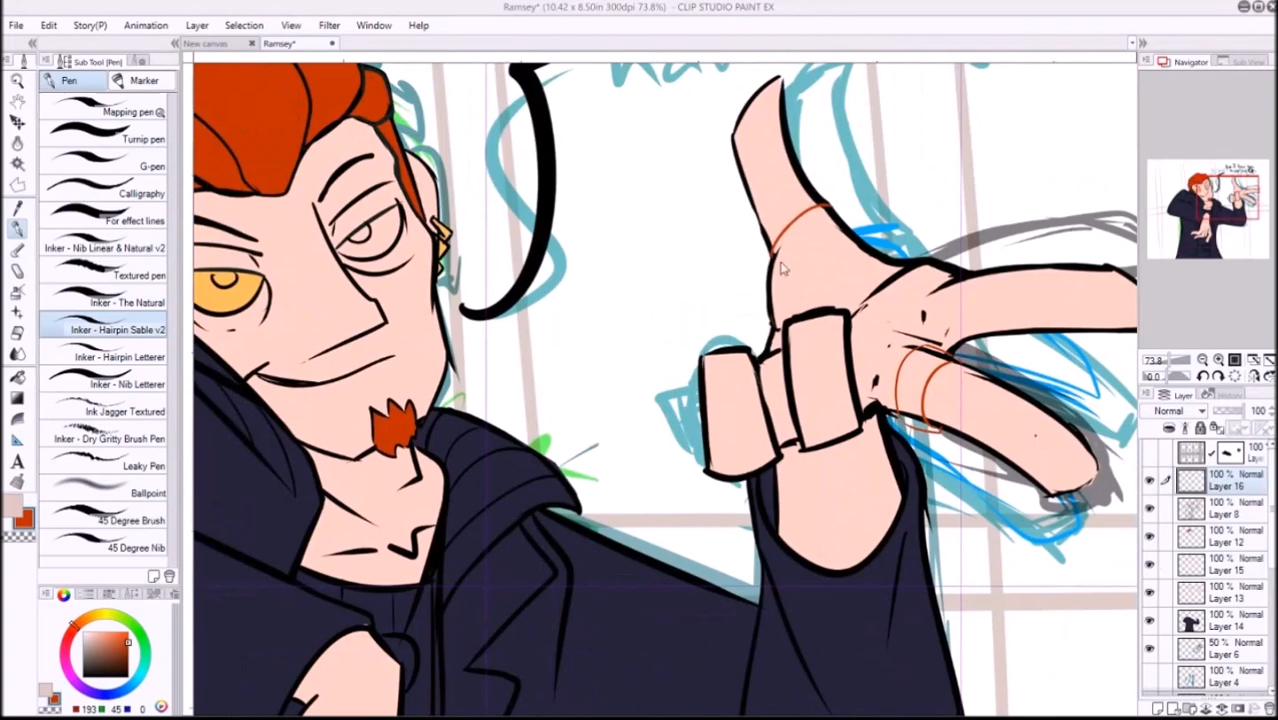 Ramsey* (10.42 x 8.50in 300dpi 73.8%) - CLIP STUDIO PAINT EX
File Edit Story(P) Animation Layer Selection View Filter Window Help
New canvas Ramsey*
Sub Tool [Pen]
Navigator Sub View
Pen Marker
Mapping pen
Turnip pen
G-pen
Calligraphy
For effect lines
Inker - Nib Linear & Natural v2
Textured pen
Inker - The Natural
Inker - Hairpin Sable v2
Inker - Hairpin Letterer
Inker - Nib Letterer
Ink Jagger Textured
Inker - Dry Gritty Brush Pen
Leaky Pen
Ballpoint
45 Degree Brush
45 Degree Nib
193 45 0
73.8
0.0
Layer History
Normal 100
100 % Normal
Layer 16
100 % Normal
Layer 8
100 % Normal
Layer 12
100 % Normal
Layer 15
100 % Normal
Layer 13
100 % Normal
Layer 14
50 % Normal
Layer 6
100 % Normal
Layer 4